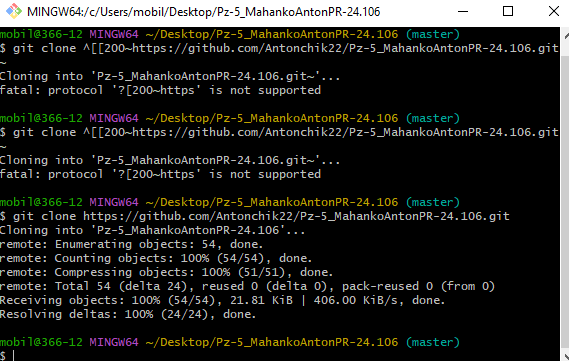 MINGW64:/c/Users/mobil/Desktop/Pz-5_MahankoAntonPR-24.106
mobil@366-12 MINGW64 ~/Desktop/Pz-5_MahankoAntonPR-24.106 (master)
$ git clone ^[[200~https://github.com/Antonchik22/Pz-5_MahankoAntonPR-24.106.git
~
Cloning into 'Pz-5_MahankoAntonPR-24.106.git~'...
fatal: protocol '?[200~https' is not supported
mobil@366-12 MINGW64 ~/Desktop/Pz-5_MahankoAntonPR-24.106 (master)
$ git clone ^[[200~https://github.com/Antonchik22/Pz-5_MahankoAntonPR-24.106.git
~
Cloning into 'Pz-5_MahankoAntonPR-24.106.git~'...
fatal: protocol '?[200~https' is not supported
mobil@366-12 MINGW64 ~/Desktop/Pz-5_MahankoAntonPR-24.106 (master)
$ git clone https://github.com/Antonchik22/Pz-5_MahankoAntonPR-24.106.git
Cloning into 'Pz-5_MahankoAntonPR-24.106'...
remote: Enumerating objects: 54, done.
remote: Counting objects: 100% (54/54), done.
remote: Compressing objects: 100% (51/51), done.
remote: Total 54 (delta 24), reused 0 (delta 0), pack-reused 0 (from 0)
Receiving objects: 100% (54/54), 21.81 KiB | 406.00 KiB/s, done.
Resolving deltas: 100% (24/24), done.
mobil@366-12 MINGW64 ~/Desktop/Pz-5_MahankoAntonPR-24.106 (master)
$